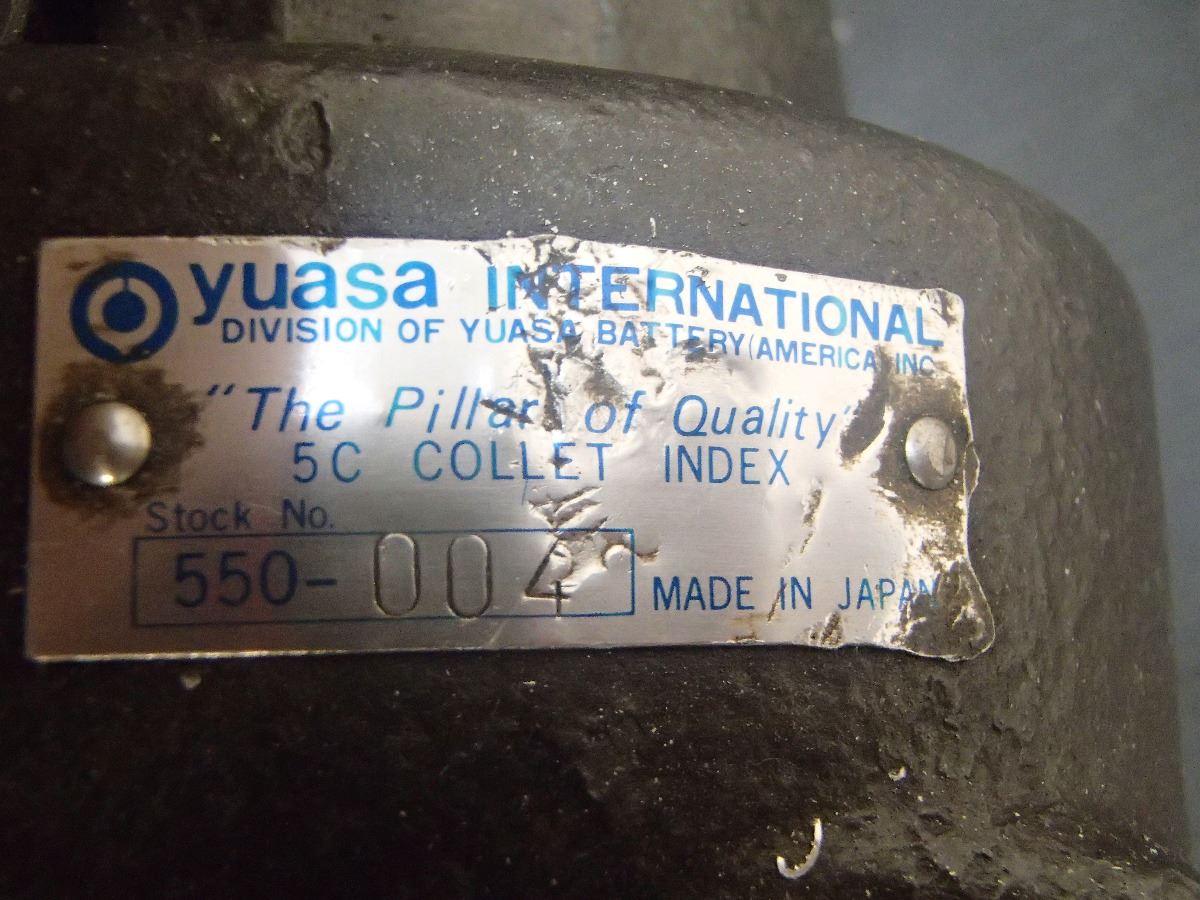 yuasa INTERNATIONAL
DIVISION OF YUASA BATTERY (AMERICA INC
"The Pillar of Quality"
5C COLLET INDEX
Stock No.
550-004
MADE IN JAPAN